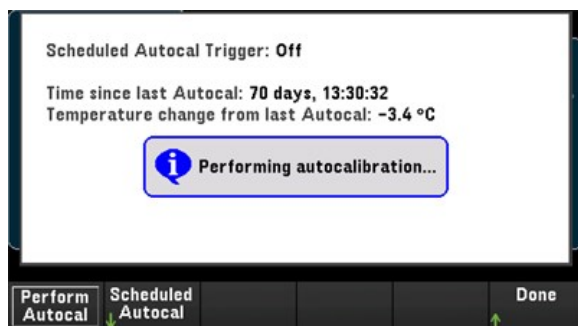 Scheduled Autocal Trigger: Off
Time since last Autocal: 70 days, 13:30:32
Temperature change from last Autocal: -3.4 °C
Performing autocalibration...
Perform
Autocal
Scheduled
Autocal
Done